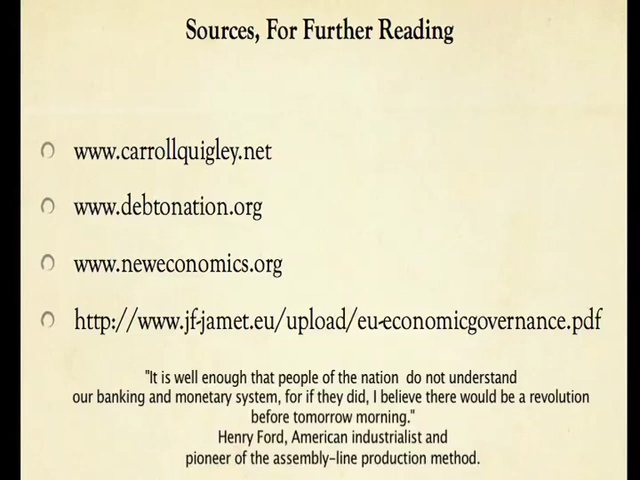 Sources, For Further Reading
www.carrollquigley.net
www.debtonation.org
www.neweconomics.org
http://www.jf-jamet.eu/upload/eu-economicgovernance.pdf
"It is well enough that people of the nation do not understand
our banking and monetary system, for if they did, I believe there would be a revolution
before tomorrow morning."
Henry Ford, American industrialist and
pioneer of the assembly-line production method.